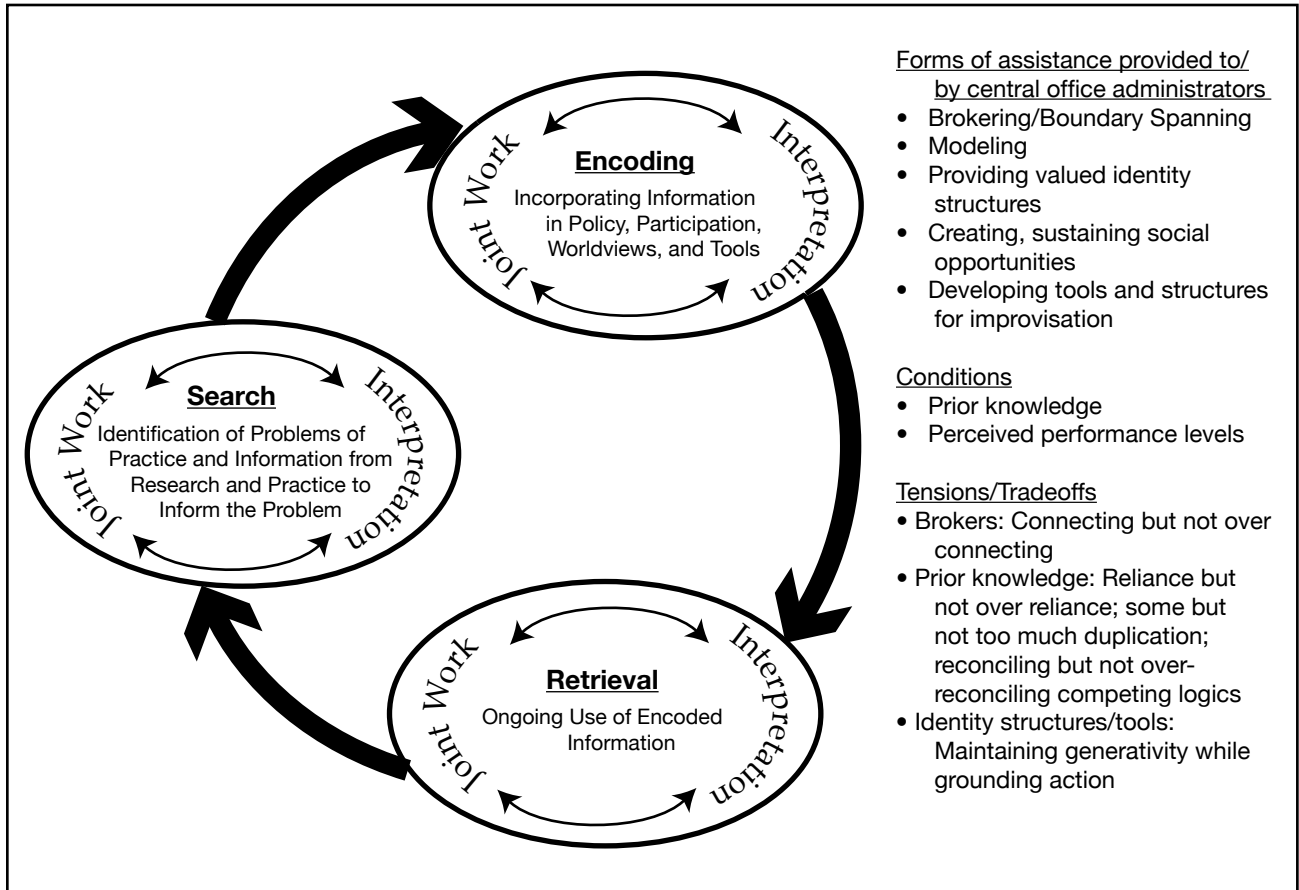 Joint Work
Encoding
Incorporating Information
in Policy, Participation,
Worldviews, and Tools
Interpretation
Joint Work
Search
Identification of Problems of
Practice and Information from
Research and Practice to
Inform the Problem
Interpretation
Joint Work
Retrieval
Ongoing Use of Encoded
Information
Interpretation
Forms of assistance provided to/
by central office administrators
• Brokering/Boundary Spanning
• Modeling
• Providing valued identity
structures
• Creating, sustaining social
opportunities
• Developing tools and structures
for improvisation
Conditions
• Prior knowledge
• Perceived performance levels
Tensions/Tradeoffs
• Brokers: Connecting but not over
connecting
• Prior knowledge: Reliance but
not over reliance; some but
not too much duplication;
reconciling but not over-
reconciling competing logics
• Identity structures/tools:
Maintaining generativity while
grounding action